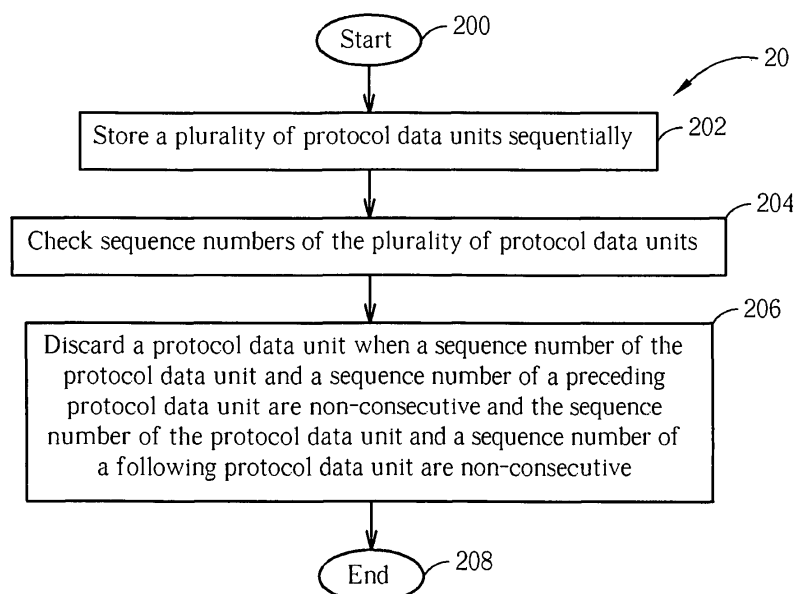 Start
200
20
Store a plurality of protocol data units sequentially
202
204
Check sequence numbers of the plurality of protocol data units
206
Discard a protocol data unit when a sequence number of the
protocol data unit and a sequence number of a preceding
protocol data unit are non-consecutive and the sequence
number of the protocol data unit and a sequence number of
a following protocol data unit are non-consecutive
End
208